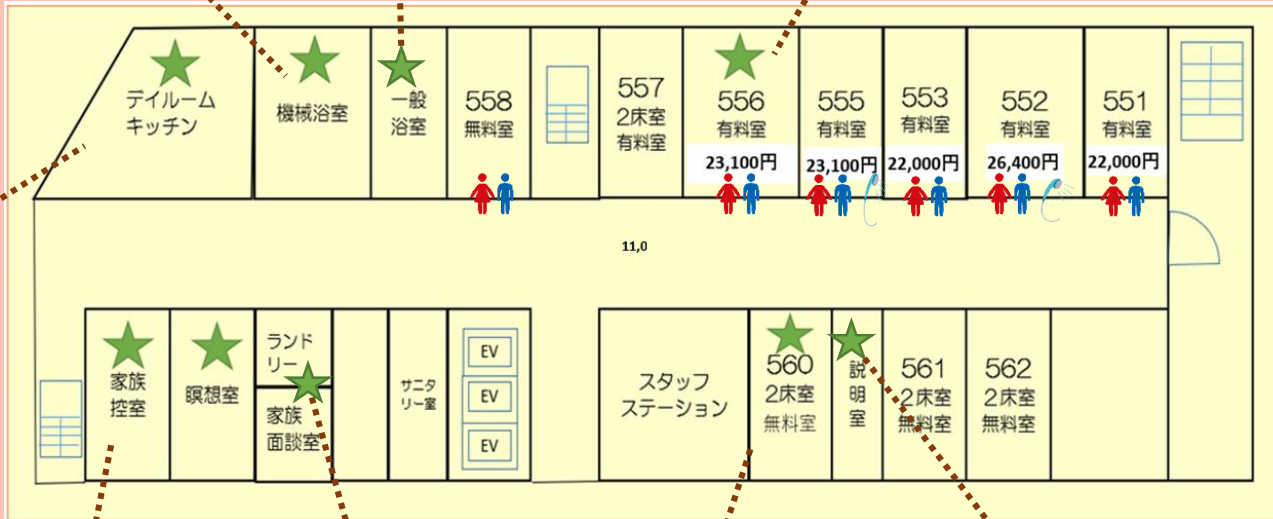 デイルーム
キッチン
機械浴室
一般
浴室
558
無料室
557
2床室
有料室
556
有料室
23,100円
555
有料室
23,100円
553
有料室
22,000円
552
有料室
26,400円
551
有料室
22,000円
11,0
家族
控室
瞑想室
ランド
リー
家族
面談室
サニタ
リー室
EV
EV
EV
スタッフ
ステーション
560
2床室
無料室
説
明
室
561
2床室
無料室
562
2床室
無料室